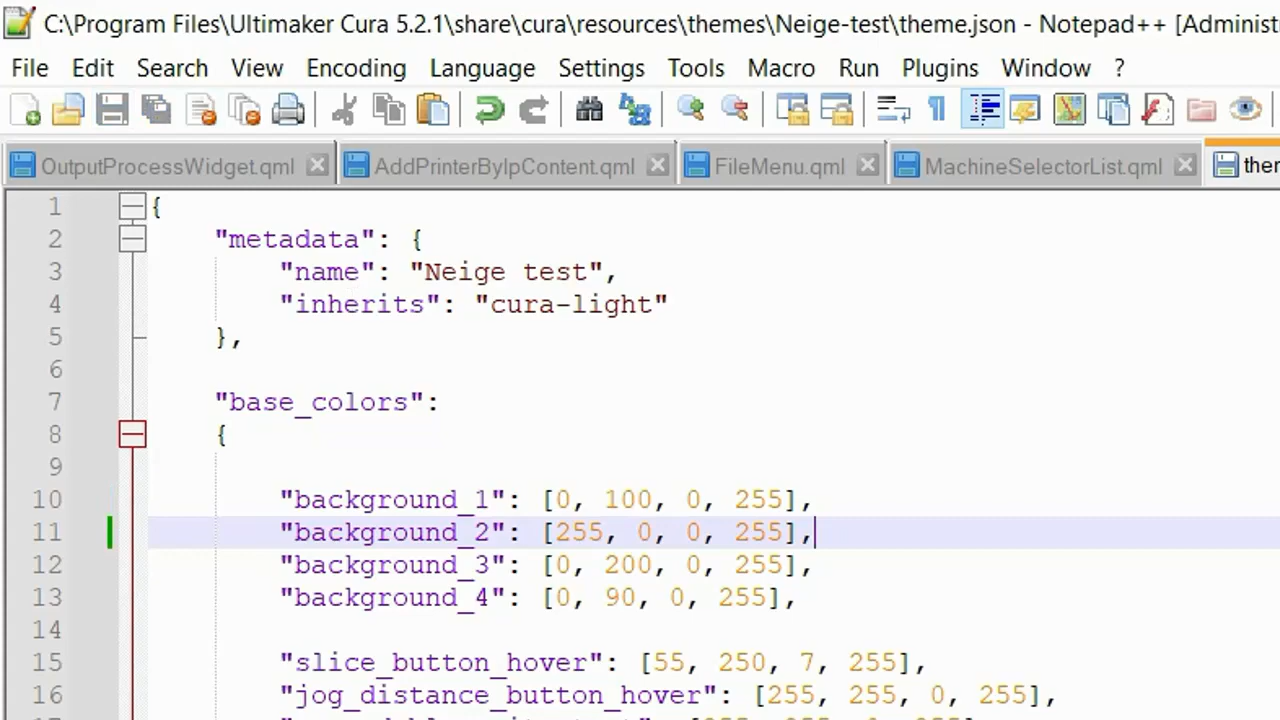 C:\Program Files\Ultimaker Cura 5.2.1\share\cura\resources\themes\Neige-test\theme.json - Notepad++ [Administ
File Edit Search View Encoding Language Settings Tools Macro Run Plugins Window ?
OutputProcessWidget.qml AddPrinterByIpContent.qml FileMenu.qml MachineSelectorList.qml ther
1 {
2 "metadata": {
3 "name": "Neige test",
4 "inherits": "cura-light"
5 },
6
7 "base_colors":
8 {
9
10 "background_1": [0, 100, 0, 255],
11 "background_2": [255, 0, 0, 255],
12 "background_3": [0, 200, 0, 255],
13 "background_4": [0, 90, 0, 255],
14
15 "slice_button_hover": [55, 250, 7, 255],
16 "jog_distance_button_hover": [255, 255, 0, 255],